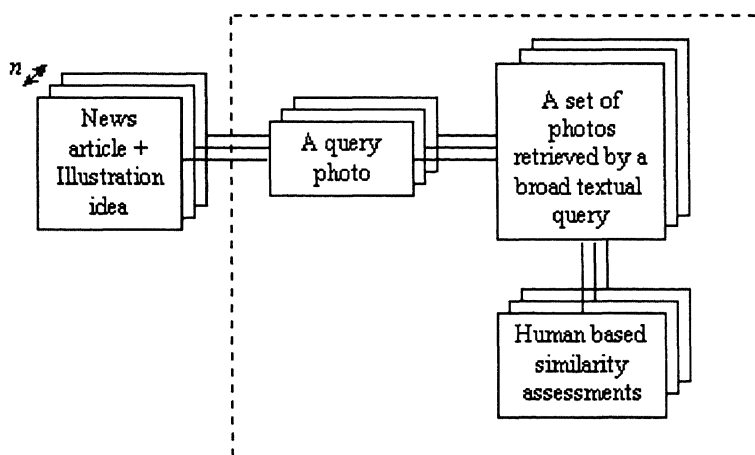 n
News
article +
Illustration
idea
A query
photo
A set of
photos
retrieved by a
broad textual
query
Human based
similarity
assessments